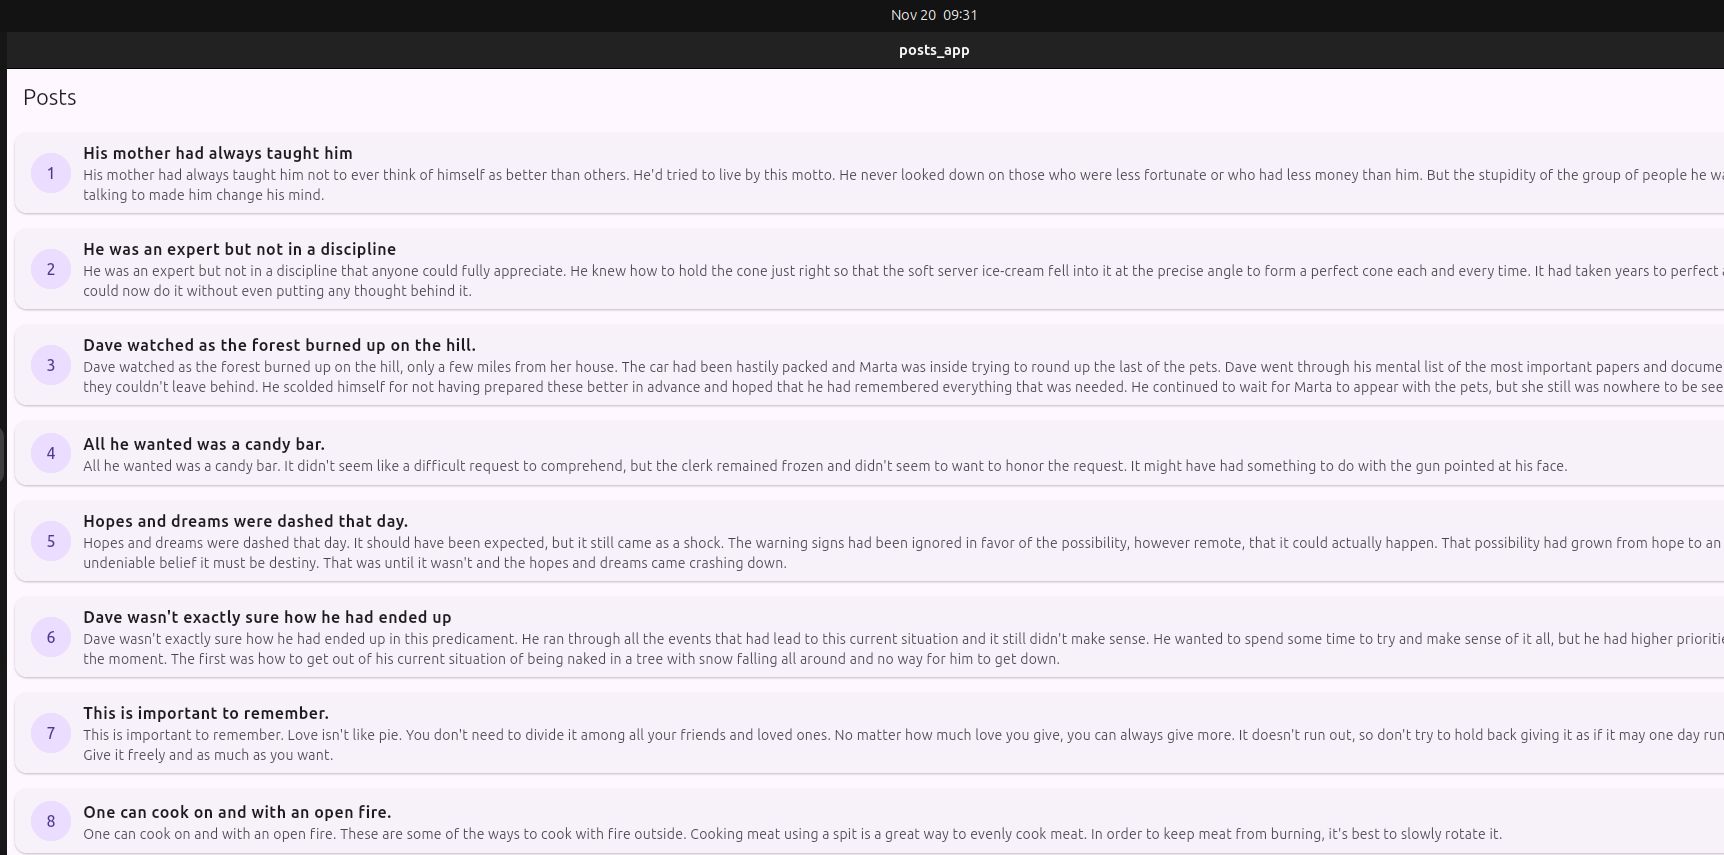 Nov 20 09:31
posts_app
Posts
1
His mother had always taught him
His mother had always taught him not to ever think of himself as better than others. He'd tried to live by this motto. He never looked down on those who were less fortunate or who had less money than him. But the stupidity of the group of people he
talking to made him change his mind.
2
He was an expert but not in a discipline
He was an expert but not in a discipline that anyone could fully appreciate. He knew how to hold the cone just right so that the soft server ice-cream fell into it at the precise angle to form a perfect cone each and every time. It had taken years to perfect
could now do it without even putting any thought behind it.
3
Dave watched as the forest burned up on the hill.
Dave watched as the forest burned up on the hill, only a few miles from her house. The car had been hastily packed and Marta was inside trying to round up the last of the pets. Dave went through his mental list of the most important papers and
they couldn't leave behind. He scolded himself for not having prepared these better in advance and hoped that he had remembered everything that was needed. He continued to wait for Marta to appear with the pets, but she still was nowhere to be
4
All he wanted was a candy bar.
All he wanted was a candy bar. It didn't seem like a difficult request to comprehend, but the clerk remained frozen and didn't seem to want to honor the request. It might have had something to do with the gun pointed at his face.
5
Hopes and dreams were dashed that day.
Hopes and dreams were dashed that day. It should have been expected, but it still came as a shock. The warning signs had been ignored in favor of the possibility, however remote, that it could actually happen. That possibility had grown from hope to an
undeniable belief it must be destiny. That was until it wasn't and the hopes and dreams came crashing down.
6
Dave wasn't exactly sure how he had ended up
Dave wasn't exactly sure how he had ended up in this predicament. He ran through all the events that had lead to this current situation and it still didn't make sense. He wanted to spend some time to try and make sense of it all, but he had higher
the moment. The first was how to get out of his current situation of being naked in a tree with snow falling all around and no way for him to get down.
7
This is important to remember.
This is important to remember. Love isn't like pie. You don't need to divide it among all your friends and loved ones. No matter how much love you give, you can always give more. It doesn't run out, so don't try to hold back giving it as if it may one day
Give it freely and as much as you want.
8
One can cook on and with an open fire.
One can cook on and with an open fire. These are some of the ways to cook with fire outside. Cooking meat using a spit is a great way to evenly cook meat. In order to keep meat from burning, it's best to slowly rotate it.